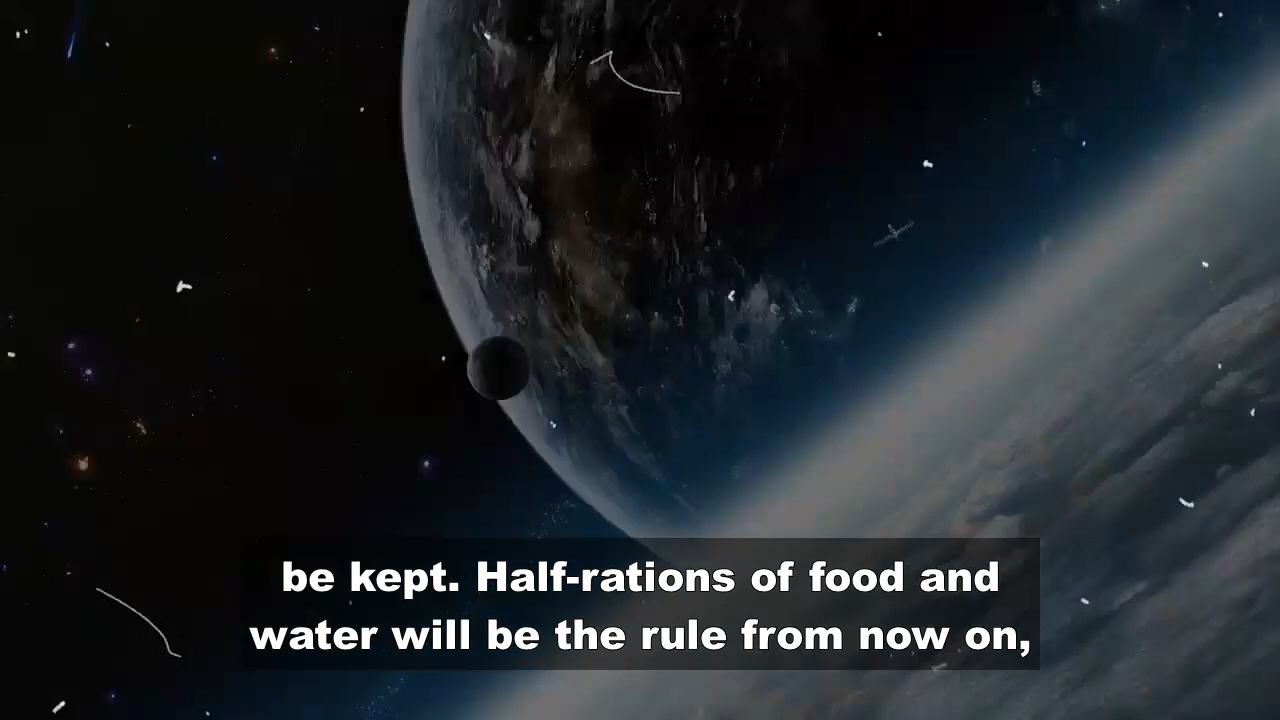 be kept. Half-rations of food and
water will be the rule from now on,